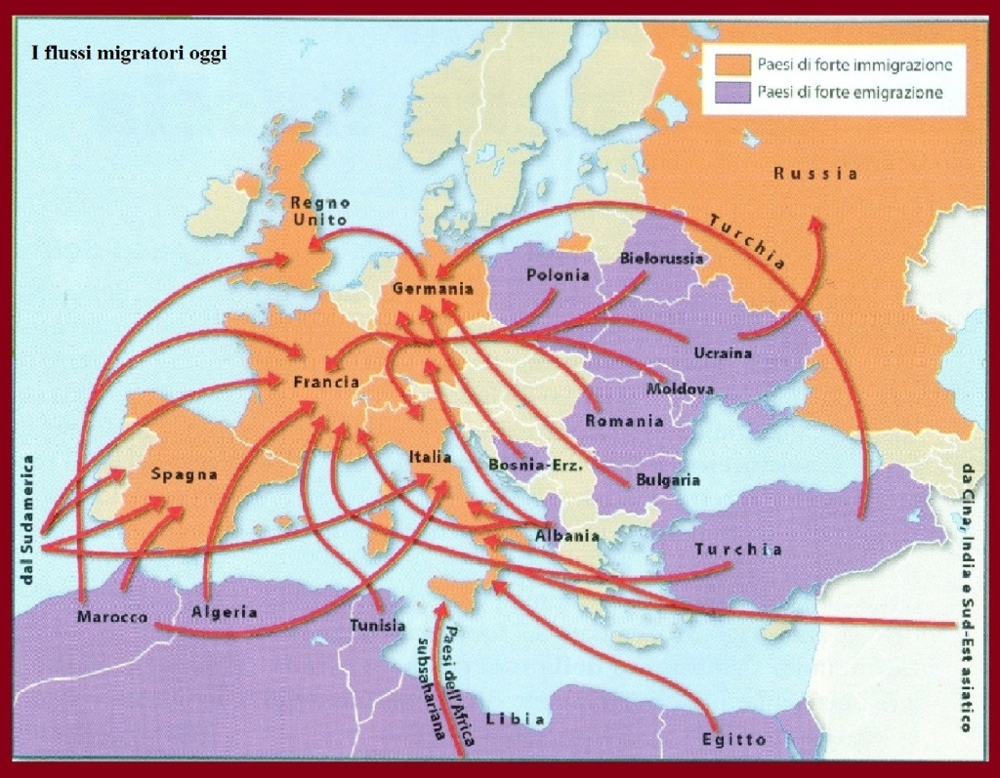 I flussi migratori oggi
Paesi di forte immigrazione
Paesi di forte emigrazione
Russia
Regno
Unito
Turchia
Bielorussia
Polonia
Germania
Ucraina
Francia
Moldova
Romania
Italia
Bosnia-Erz.
Spagna
Bulgaria
dal Sudamerica
da Cina, India e Sud-Est asiatico
Albania
Turchia
Marocco
Algeria
Tunisia
Paesi dell'Africa
subsahariana
Libia
Egitto